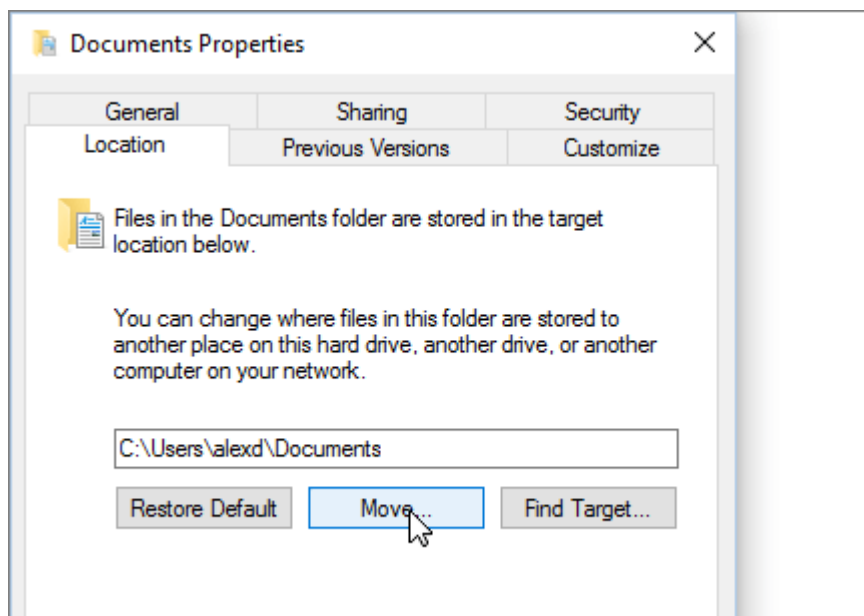 Documents Properties
General Sharing Security
Location Previous Versions Customize
Files in the Documents folder are stored in the target
location below.
You can change where files in this folder are stored to
another place on this hard drive, another drive, or another
computer on your network.
C:\Users\alexd\Documents
Restore Default Move... Find Target...